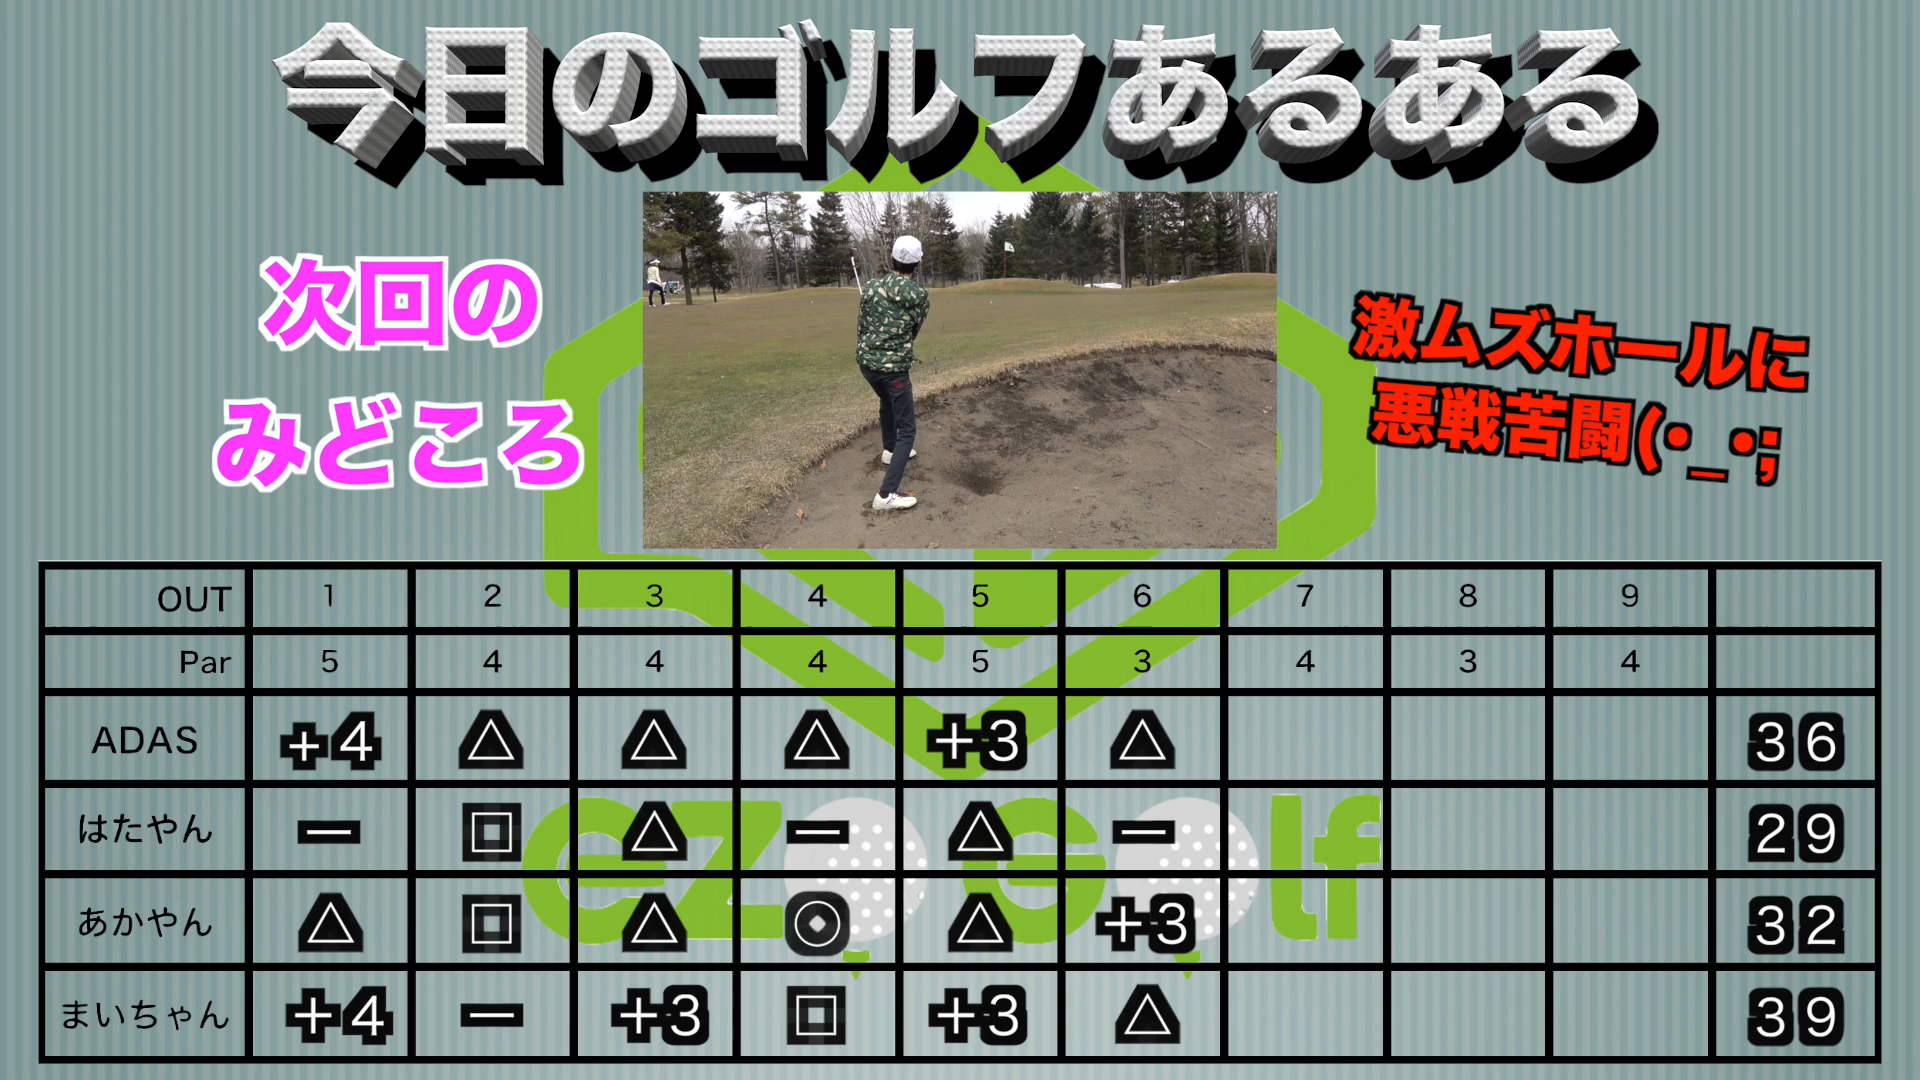 今日のゴルフあるある
次回の
みどころ
激ムズホールに
悪戦苦闘(•_•;
OUT 1 2 3 4 5 6 7 8 9
Par 5 4 4 4 5 3 4 3 4
ADAS +4 △ △ △ +3 △ 36
はたやん － □ △ － △ － 29
あかやん △ □ △ ○ △ +3 32
まいちゃん +4 － +3 □ +3 △ 39
ezo Golf